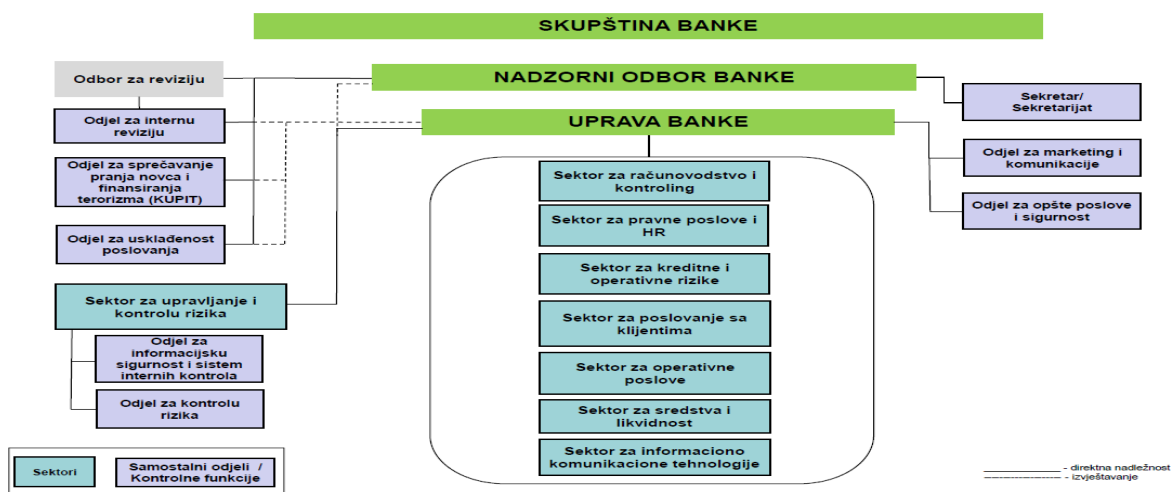 SKUPŠTINA BANKE
Odbor za reviziju
NADZORNI ODBOR BANKE
Sekretar/
Sekretarijat
Odjel za internu
reviziju
UPRAVA BANKE
Odjel za marketing i
komunikacije
Odjel za sprečavanje
pranja novca i
finansiranja
terorizma (KUPIT)
Odjel za opšte poslove
i sigurnost
Odjel za usklađenost
poslovanja
Sektor za računovodstvo i
kontroling
Sektor za pravne poslove i
HR
Sektor za kreditne i
operativne rizike
Sektor za poslovanje sa
klijentima
Sektor za operativne
poslove
Sektor za sredstva i
likvidnost
Sektor za informaciono
komunikacione tehnologije
Sektor za upravljanje i
kontrolu rizika
Odjel za
informacijsku
sigurnost i sistem
internih kontrola
Odjel za kontrolu
rizika
Sektori
Samostalni odjeli /
Kontrolne funkcije
- direktna nadležnost
- izvještavanje